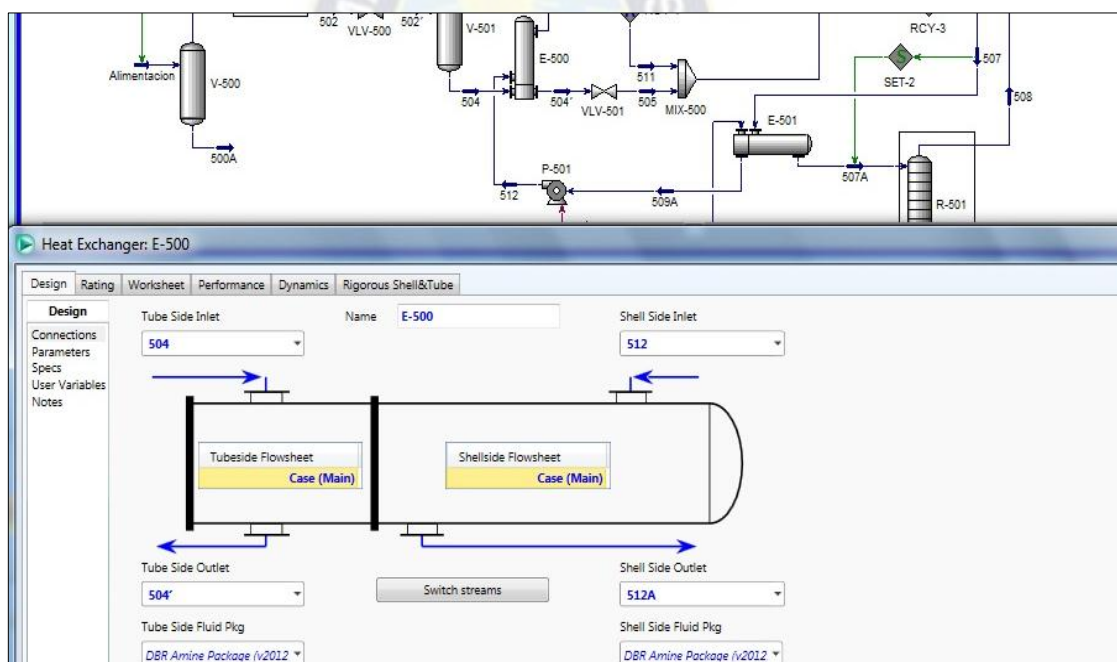 502
VLV-500
502'
V-501
E-500
RCY-3
Alimentacion
V-500
511
SET-2
507
S
504
504'
VLV-501
505
MIX-500
E-501
508
500A
P-501
507A
512
509A
R-501
Heat Exchanger: E-500
Design Rating Worksheet Performance Dynamics Rigorous Shell&Tube
Design
Connections
Parameters
Specs
User Variables
Notes
Tube Side Inlet
Name E-500
Shell Side Inlet
504
512
Tubeside Flowsheet
Case (Main)
Shellside Flowsheet
Case (Main)
Tube Side Outlet
Switch streams
Shell Side Outlet
504´
512A
Tube Side Fluid Pkg
Shell Side Fluid Pkg
DBR Amine Package (v2012
DBR Amine Package (v2012